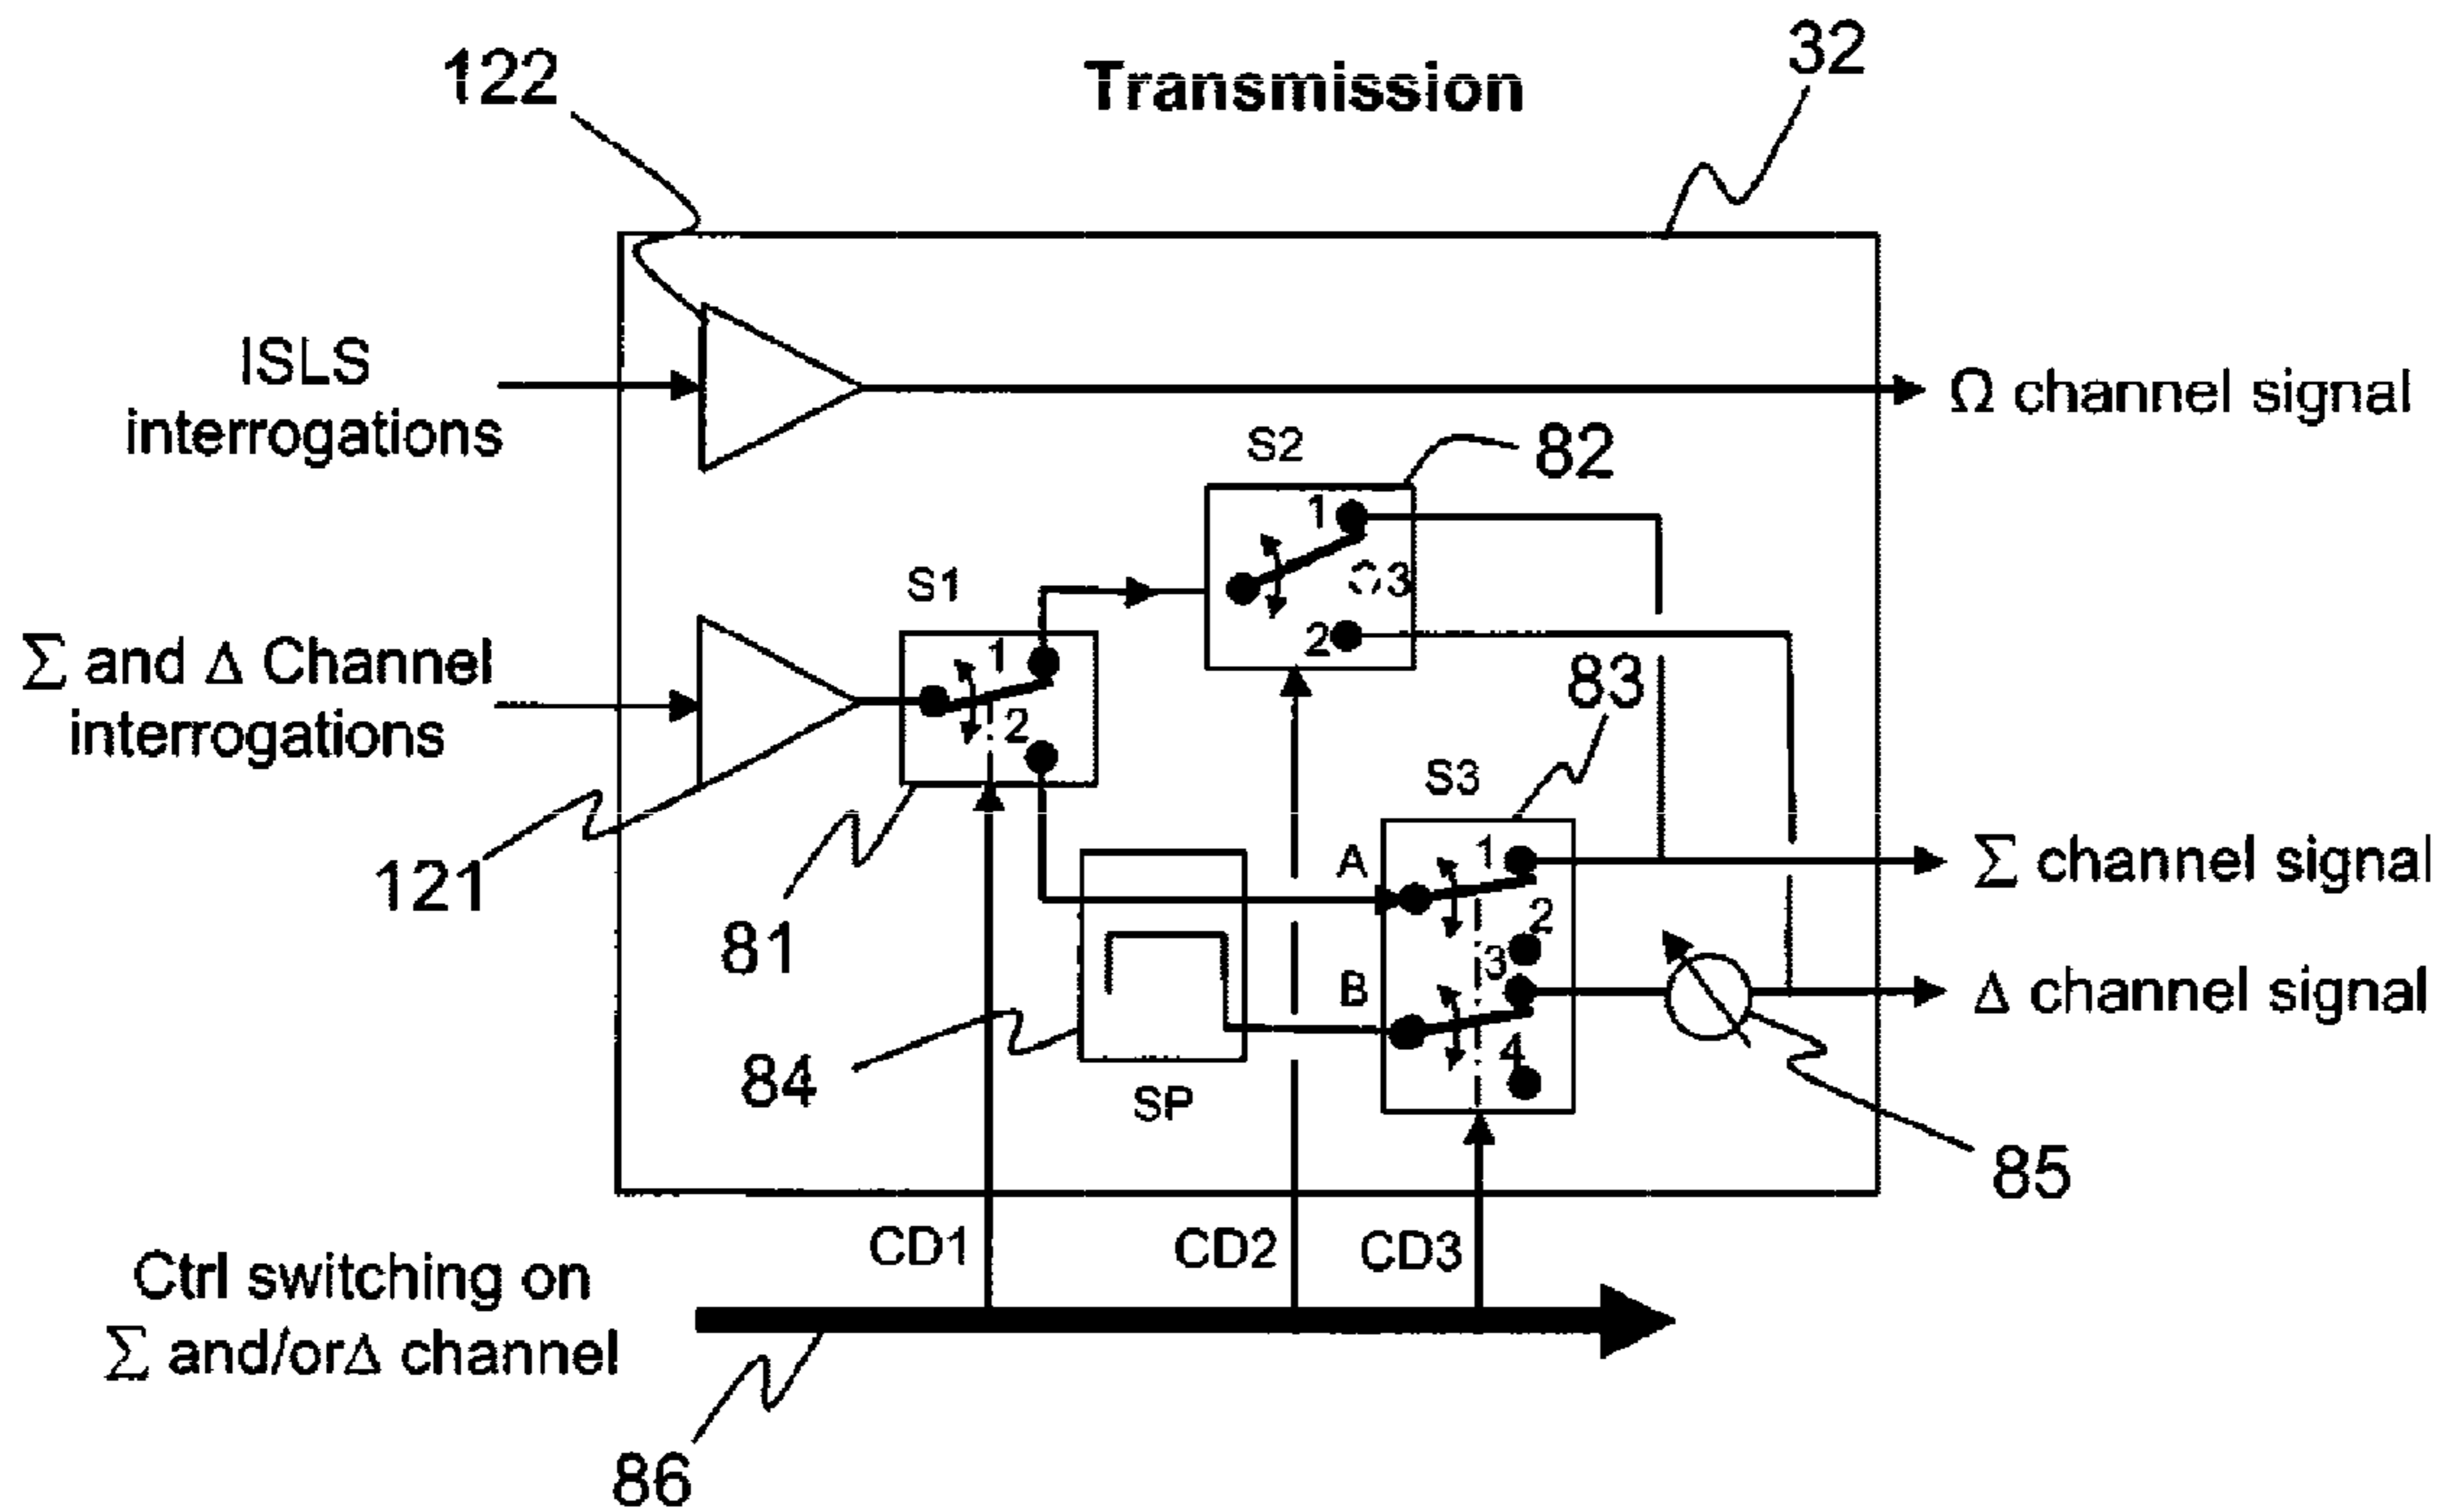 Transmission
122
32
ISLS
interrogations
Ω channel signal
S2
82
1
3
2
S1
1
2
Σ and Δ Channel
interrogations
83
S3
121
81
A
1
2
3
B
4
Σ channel signal
Δ channel signal
84
SP
85
CD1
CD2
CD3
Ctrl switching on
Σ and/orΔ channel
86